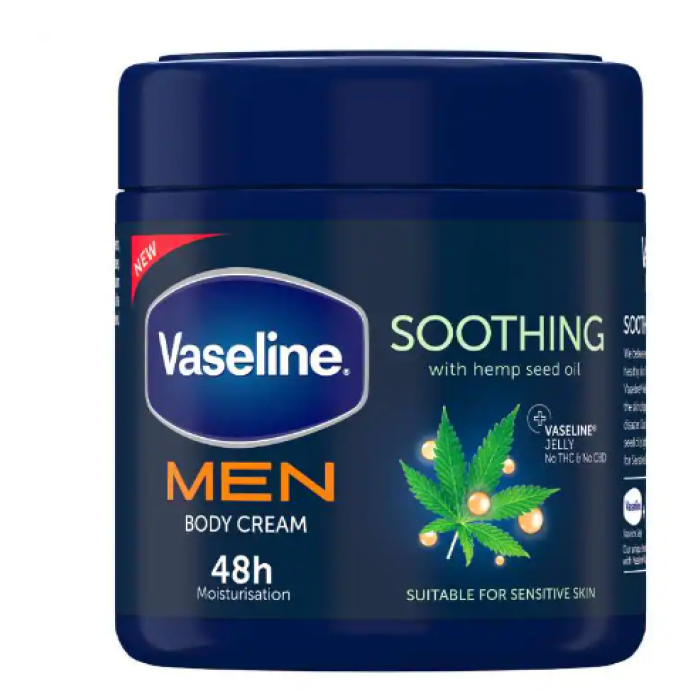 NEW
Vaseline®
MEN
BODY CREAM
48h
Moisturisation
SOOTHING
with hemp seed oil
+ VASELINE®
JELLY
No THC & No CBD
SUITABLE FOR SENSITIVE SKIN
Vaseline